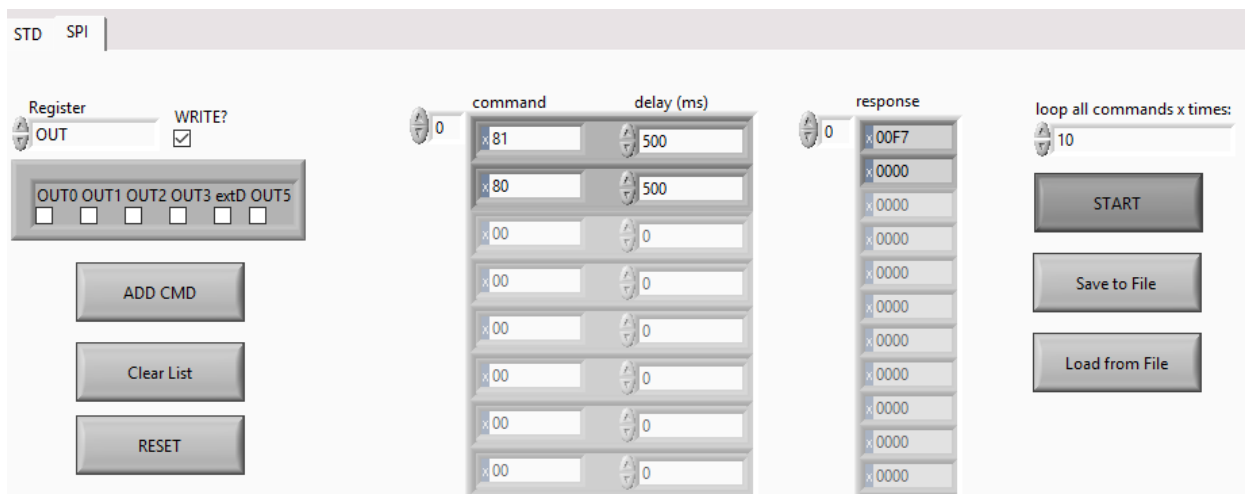 STD SPI
Register
OUT
WRITE?
OUT0 OUT1 OUT2 OUT3 extD OUT5
ADD CMD
Clear List
RESET
command delay (ms)
0
x 81 500
x 80 500
x 00 0
x 00 0
x 00 0
x 00 0
x 00 0
x 00 0
response
0
x 00F7
x 0000
x 0000
x 0000
x 0000
x 0000
x 0000
x 0000
x 0000
x 0000
x 0000
loop all commands x times:
10
START
Save to File
Load from File